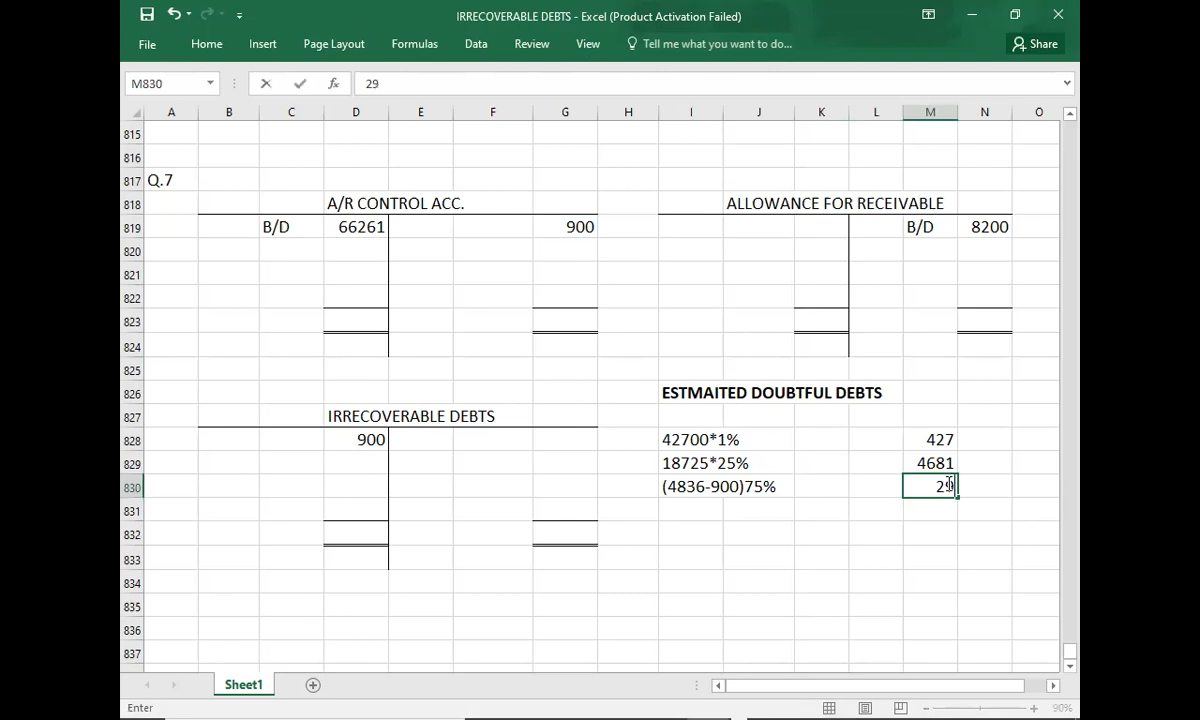 IRRECOVERABLE DEBTS - Excel (Product Activation Failed)
File Home Insert Page Layout Formulas Data Review View Tell me what you want to do... Share
M830 fx 29
A B C D E F G H I J K L M N O
815
816
817 Q.7
818 A/R CONTROL ACC. ALLOWANCE FOR RECEIVABLE
819 B/D 66261 900 B/D 8200
820
821
822
823
824
825
826 ESTMAITED DOUBTFUL DEBTS
827 IRRECOVERABLE DEBTS
828 900 42700*1% 427
829 18725*25% 4681
830 (4836-900)75% 29
831
832
833
834
835
836
837
Sheet1
Enter 90%